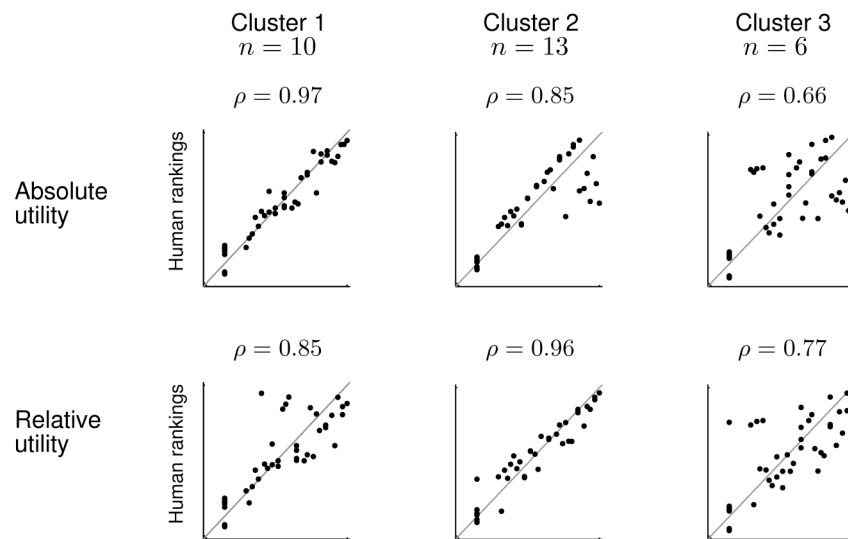 Cluster 1
n = 10
Cluster 2
n = 13
Cluster 3
n = 6
ρ = 0.97
ρ = 0.85
ρ = 0.66
Absolute
utility
Human rankings
ρ = 0.85
ρ = 0.96
ρ = 0.77
Relative
utility
Human rankings